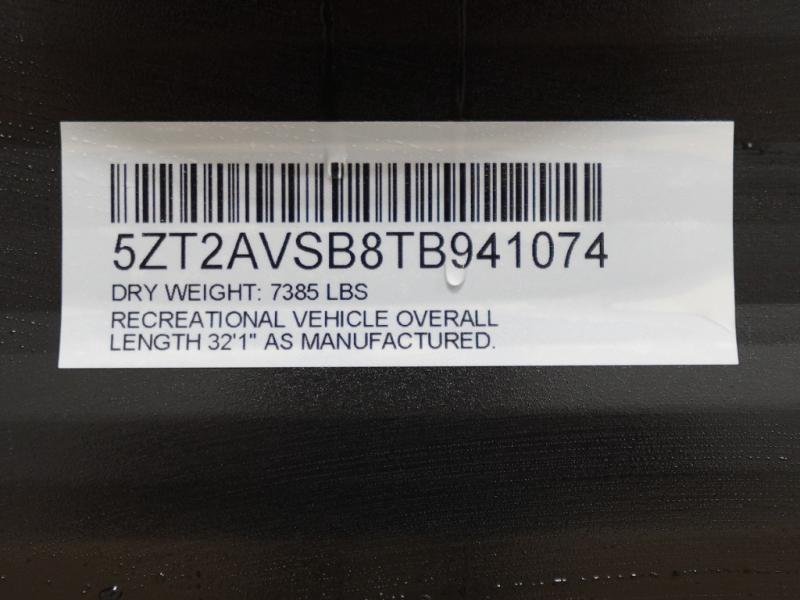 5ZT2AVSB8TB941074
DRY WEIGHT: 7385 LBS
RECREATIONAL VEHICLE OVERALL
LENGTH 32'1" AS MANUFACTURED.